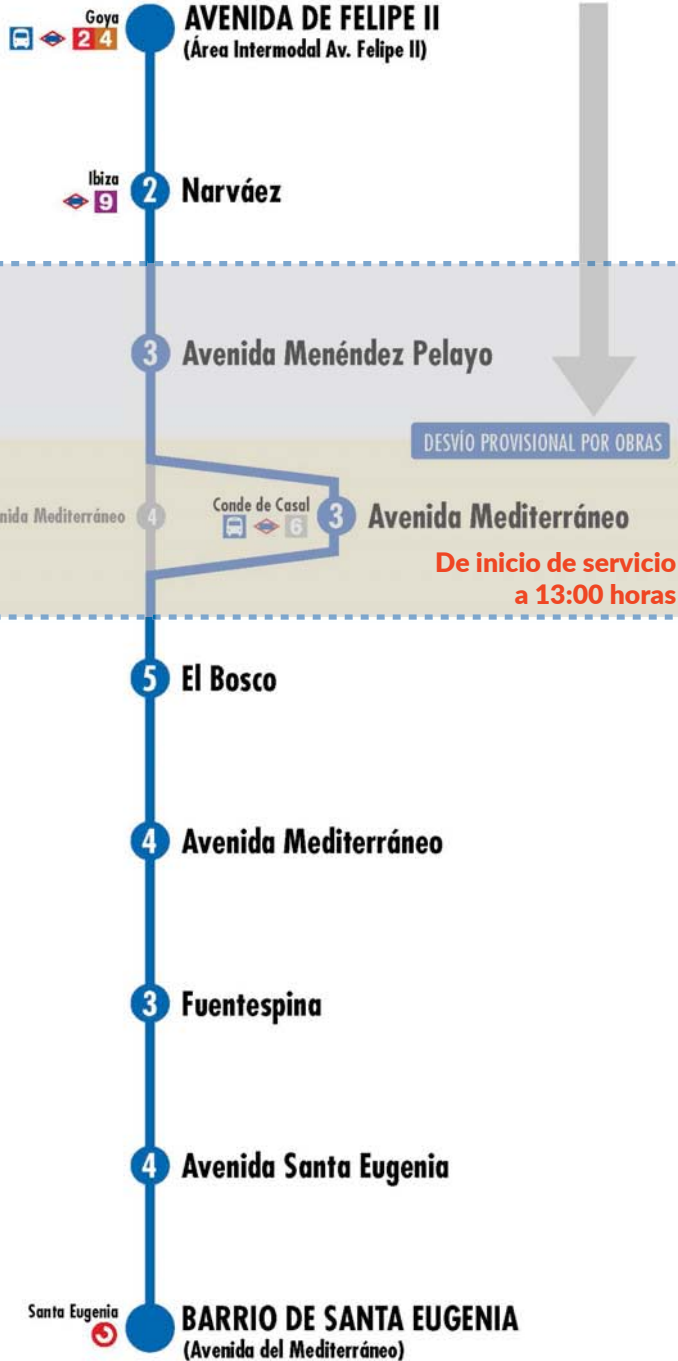 Goya
2 4
AVENIDA DE FELIPE II
(Área Intermodal Av. Felipe II)
Ibiza
9
2
Narváez
3
Avenida Menéndez Pelayo
DESVÍO PROVISIONAL POR OBRAS
Mediterráneo
4
Conde de Casal
6
3
Avenida Mediterráneo
De inicio de servicio
a 13:00 horas
5
El Bosco
4
Avenida Mediterráneo
3
Fuentespina
4
Avenida Santa Eugenia
Santa Eugenia
BARRIO DE SANTA EUGENIA
(Avenida del Mediterráneo)